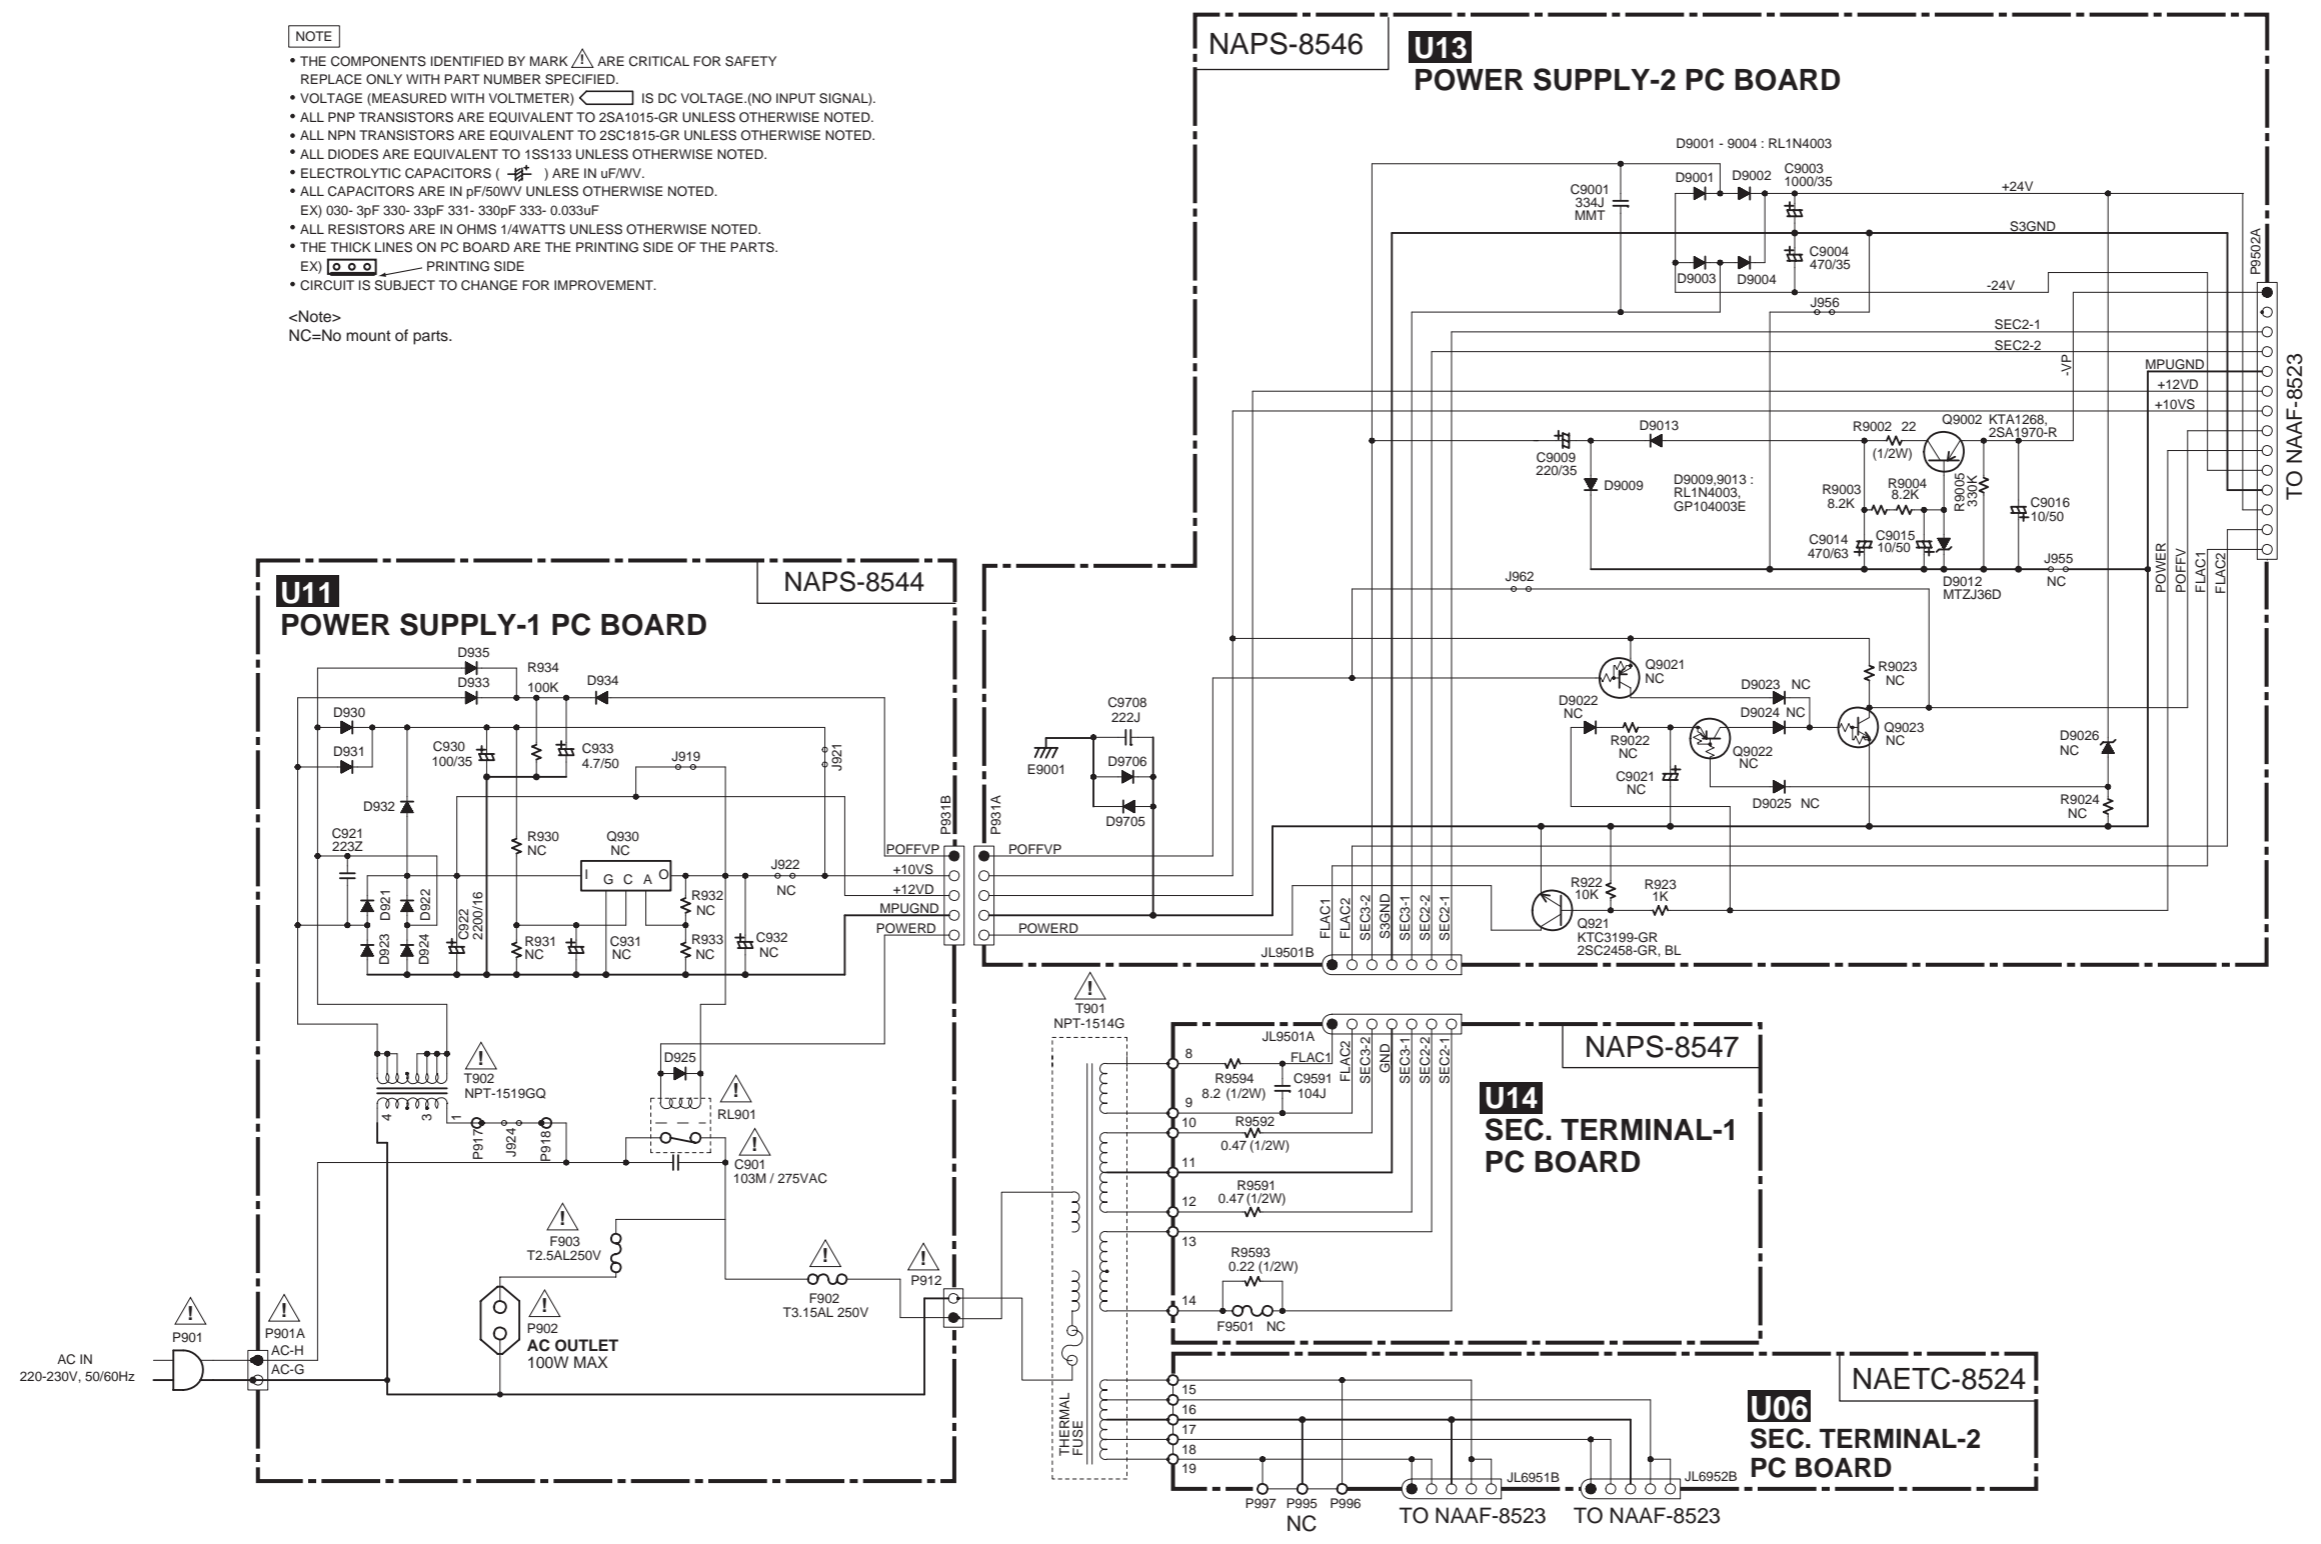 NOTE
• THE COMPONENTS IDENTIFIED BY MARK ⚠ ARE CRITICAL FOR SAFETY
REPLACE ONLY WITH PART NUMBER SPECIFIED.
• VOLTAGE (MEASURED WITH VOLTMETER) IS DC VOLTAGE.(NO INPUT SIGNAL).
• ALL PNP TRANSISTORS ARE EQUIVALENT TO 2SA1015-GR UNLESS OTHERWISE NOTED.
• ALL NPN TRANSISTORS ARE EQUIVALENT TO 2SC1815-GR UNLESS OTHERWISE NOTED.
• ALL DIODES ARE EQUIVALENT TO 1SS133 UNLESS OTHERWISE NOTED.
• ELECTROLYTIC CAPACITORS ( ) ARE IN uF/WV.
• ALL CAPACITORS ARE IN pF/50WV UNLESS OTHERWISE NOTED.
EX) 030- 3pF 330- 33pF 331- 330pF 333- 0.033uF
• ALL RESISTORS ARE IN OHMS 1/4WATTS UNLESS OTHERWISE NOTED.
• THE THICK LINES ON PC BOARD ARE THE PRINTING SIDE OF THE PARTS.
EX) PRINTING SIDE
• CIRCUIT IS SUBJECT TO CHANGE FOR IMPROVEMENT.
<Note>
NC=No mount of parts.
NAPS-8546
U13
POWER SUPPLY-2 PC BOARD
D9001 - 9004 : RL1N4003
C9001
334J
MMT
D9001
D9002
C9003
1000/35
+24V
S3GND
D9003
D9004
C9004
470/35
-24V
J956
SEC2-1
SEC2-2
-VP
MPUGND
+12VD
+10VS
P9502A
TO NAAF-8523
C9009
220/35
D9013
D9009
D9009,9013 :
RL1N4003,
GP104003E
R9002 22
(1/2W)
Q9002 KTA1268,
2SA1970-R
R9003
8.2K
R9004
8.2K
R9005
330K
C9014
470/63
C9015
10/50
C9016
10/50
D9012
MTZJ36D
J955
NC
POWER
POFFV
FLAC1
FLAC2
J962
Q9021
NC
R9023
NC
D9022
NC
D9023 NC
D9024 NC
R9022
NC
Q9022
NC
Q9023
NC
C9021
NC
D9025 NC
D9026
NC
R9024
NC
C9708
222J
E9001
D9706
D9705
P931A
POFFVP
POWERD
R922
10K
R923
1K
Q921
KTC3199-GR
2SC2458-GR, BL
JL9501B
FLAC1
FLAC2
SEC3-2
S3GND
SEC3-1
SEC2-2
SEC2-1
U11
NAPS-8544
POWER SUPPLY-1 PC BOARD
D935
D933
R934
100K
D934
D930
D931
C930
100/35
C933
4.7/50
J919
J921
D932
C921
223Z
R930
NC
Q930
NC
I G C A O
J922
NC
D921
D922
D923
D924
C922
2200/16
R931
NC
C931
NC
R932
NC
R933
NC
C932
NC
P931B
POFFVP
+10VS
+12VD
MPUGND
POWERD
T902
NPT-1519GQ
4
3
1
P917
J924
P918
D925
RL901
C901
103M / 275VAC
F903
T2.5AL250V
P902
AC OUTLET
100W MAX
F902
T3.15AL 250V
P912
P901
P901A
AC-H
AC-G
AC IN
220-230V, 50/60Hz
T901
NPT-1514G
THERMAL
FUSE
JL9501A
NAPS-8547
U14
SEC. TERMINAL-1
PC BOARD
8
9
10
11
12
13
14
R9594
8.2 (1/2W)
C9591
104J
FLAC1
FLAC2
SEC3-2
GND
SEC3-1
SEC2-2
SEC2-1
R9592
0.47 (1/2W)
R9591
0.47 (1/2W)
R9593
0.22 (1/2W)
F9501 NC
NAETC-8524
U06
SEC. TERMINAL-2
PC BOARD
15
16
17
18
19
P997
P995
P996
NC
JL6951B
JL6952B
TO NAAF-8523
TO NAAF-8523